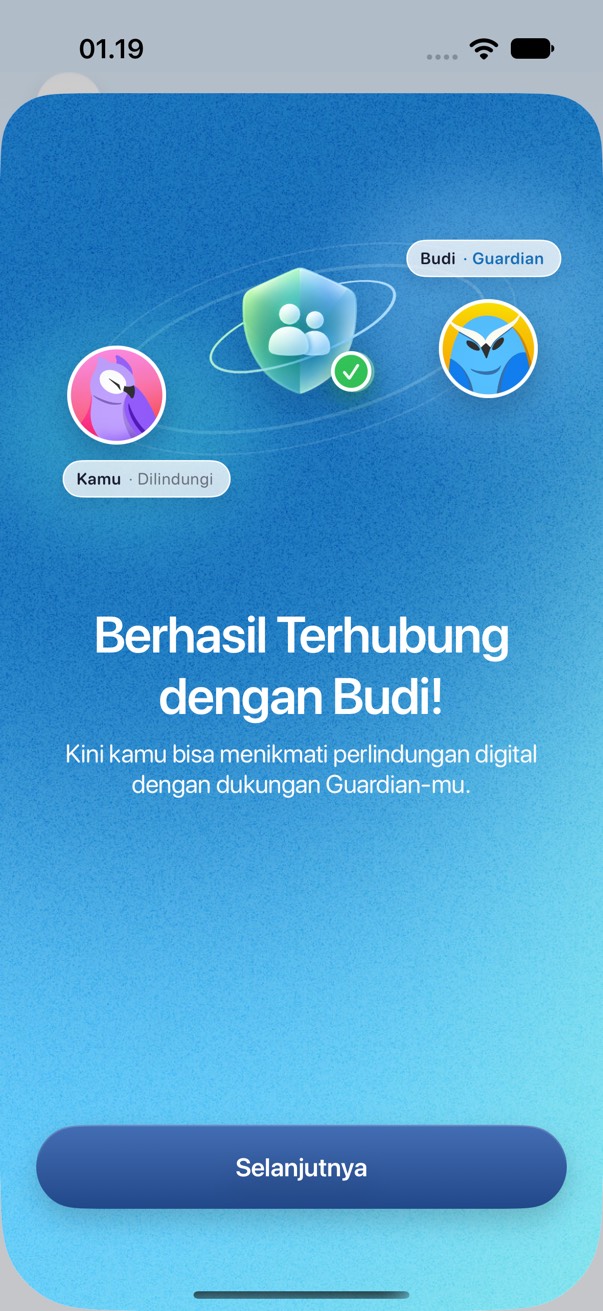 01.19
Budi · Guardian
Kamu · Dilindungi
Berhasil Terhubung
dengan Budi!
Kini kamu bisa menikmati perlindungan digital
dengan dukungan Guardian-mu.
Selanjutnya